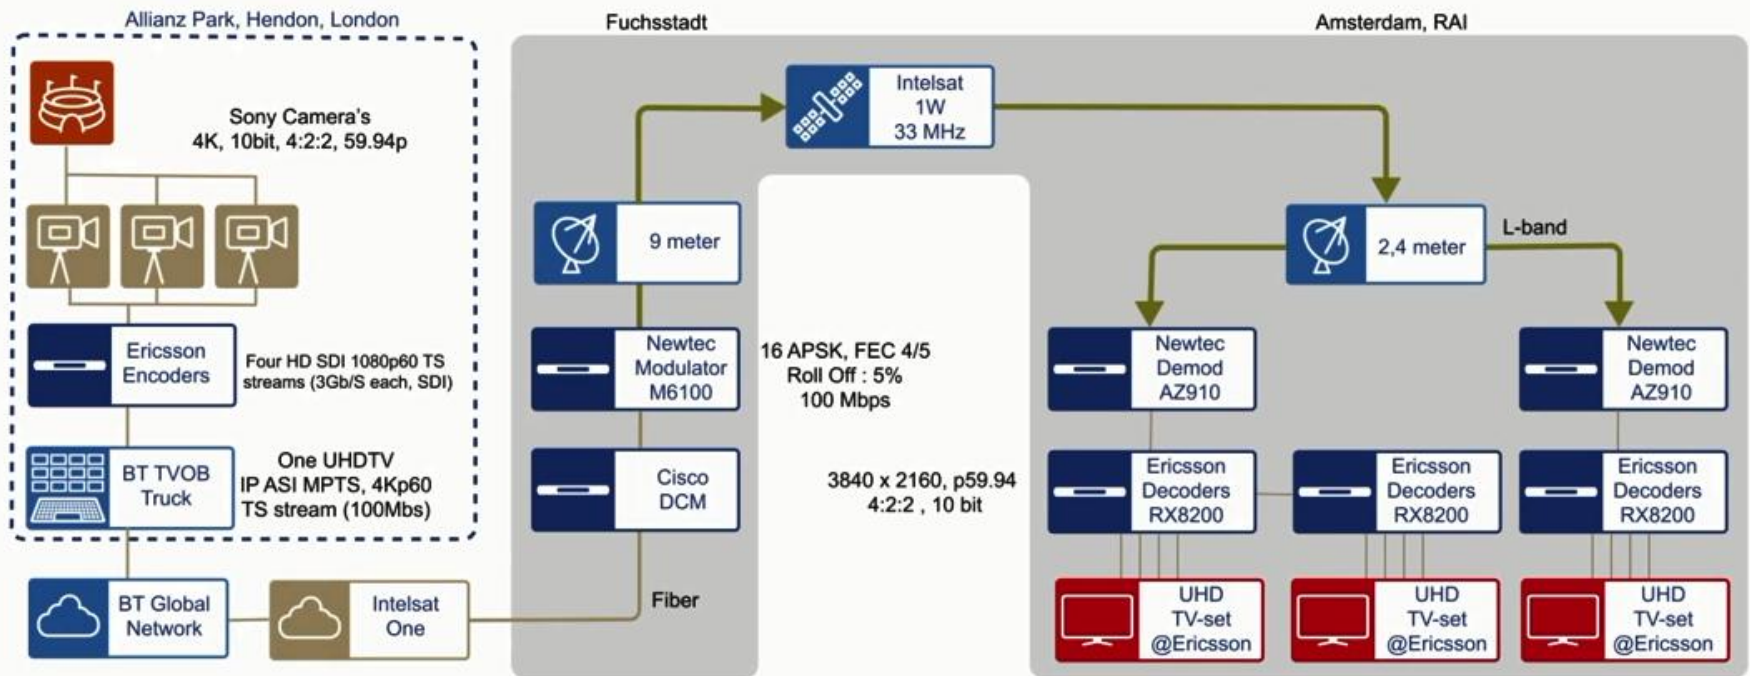 Allianz Park, Hendon, London
Sony Camera's
4K, 10bit, 4:2:2, 59.94p
Ericsson
Encoders
Four HD SDI 1080p60 TS
streams (3Gb/S each, SDI)
BT TVOB
Truck
One UHDTV
IP ASI MPTS, 4Kp60
TS stream (100Mbs)
BT Global
Network
Intelsat
One
Fiber
Fuchsstadt
9 meter
Newtec
Modulator
M6100
16 APSK, FEC 4/5
Roll Off : 5%
100 Mbps
Cisco
DCM
3840 x 2160, p59.94
4:2:2 , 10 bit
Intelsat
1W
33 MHz
Amsterdam, RAI
2,4 meter
L-band
Newtec
Demod
AZ910
Newtec
Demod
AZ910
Ericsson
Decoders
RX8200
Ericsson
Decoders
RX8200
Ericsson
Decoders
RX8200
UHD
TV-set
@Ericsson
UHD
TV-set
@Ericsson
UHD
TV-set
@Ericsson